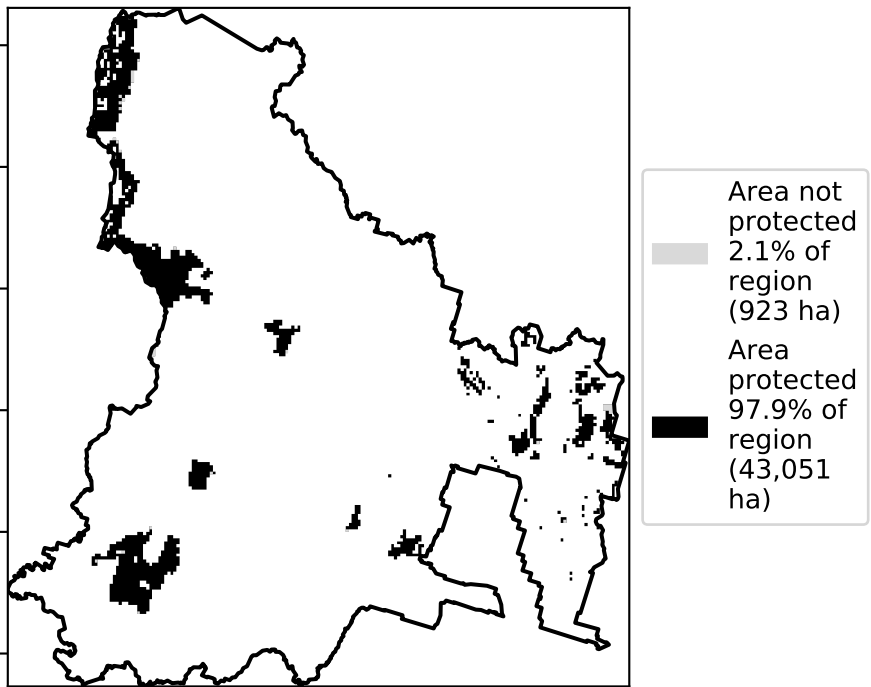 Area not
protected
2.1% of
region
(923 ha)
Area
protected
97.9% of
region
(43,051
ha)